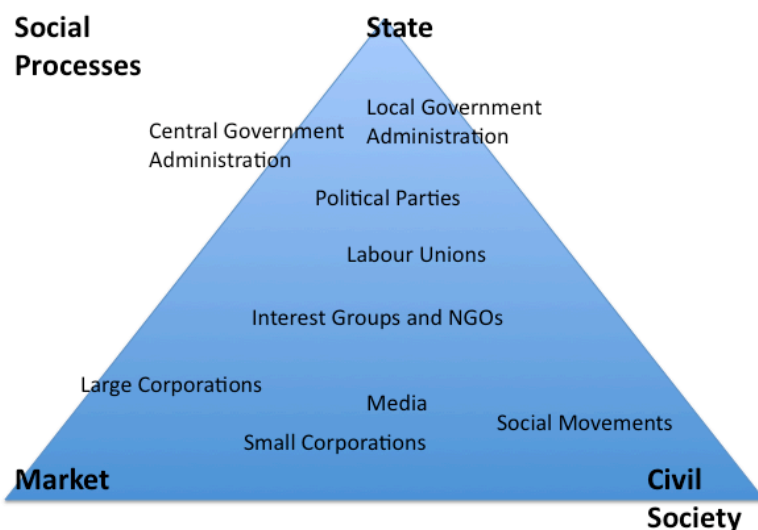 Social
Processes
State
Local Government
Administration
Central Government
Administration
Political Parties
Labour Unions
Interest Groups and NGOs
Large Corporations
Media
Social Movements
Small Corporations
Market
Civil
Society